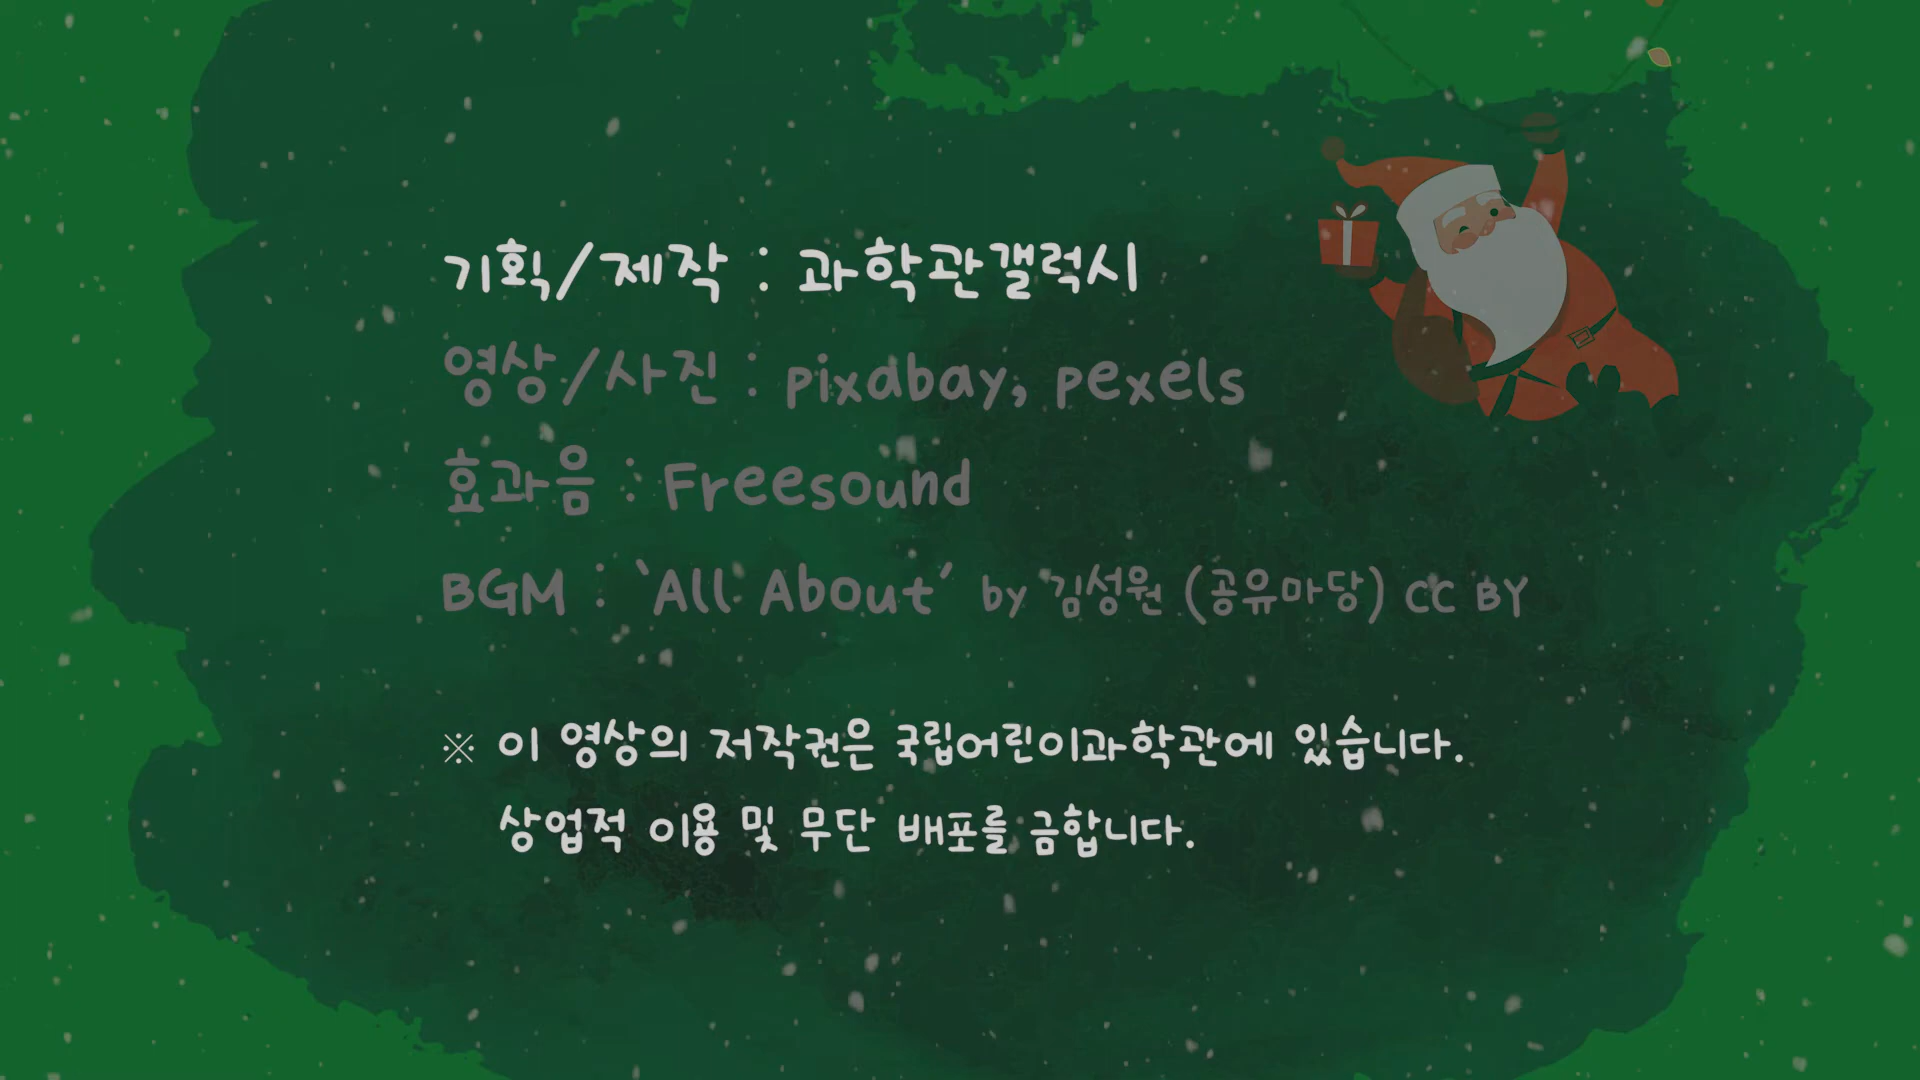 기획/제작 : 과학관갤럭시
영상/사진 : pixabay, pexels
효과음 : Freesound
BGM : 'All About' by 김성원 (공유마당) CC BY
※ 이 영상의 저작권은 국립어린이과학관에 있습니다.
상업적 이용 및 무단 배포를 금합니다.